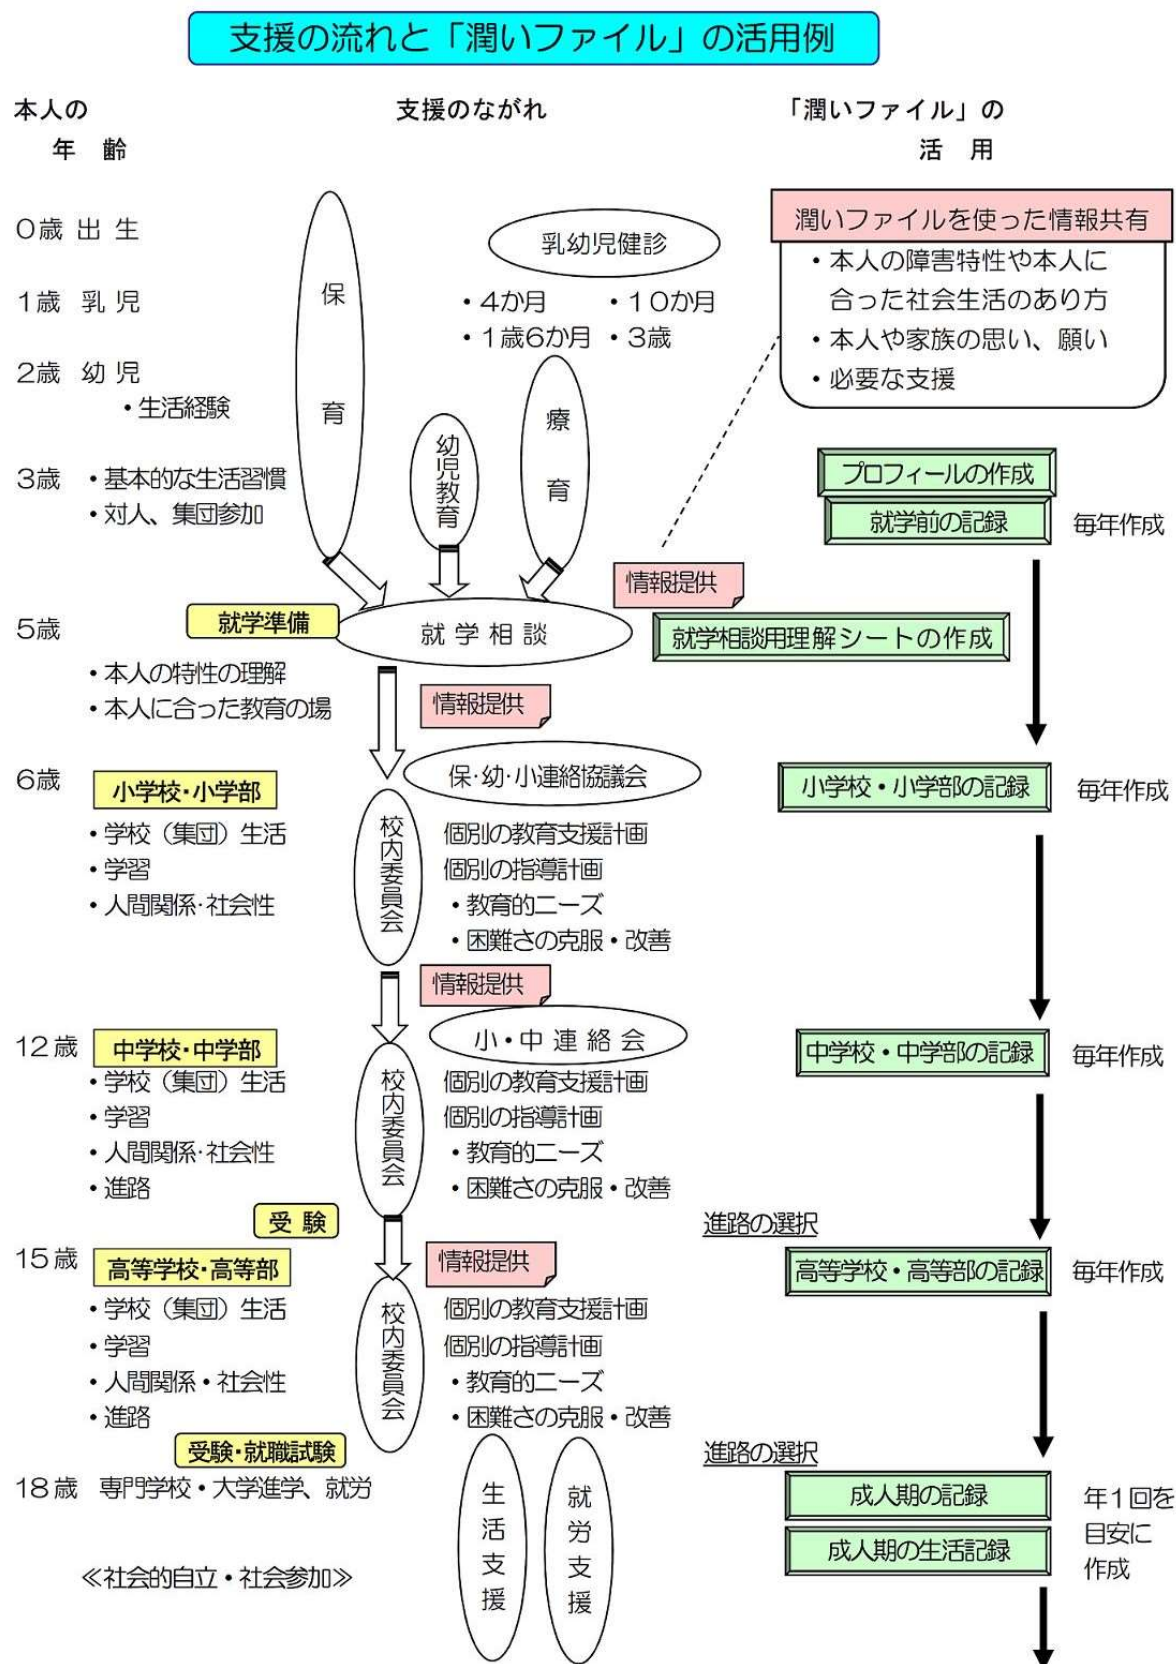 支援の流れと「潤いファイル」の活用例
本人の
年　齢
支援のながれ
「潤いファイル」の
活　用
0歳 出 生
乳幼児健診
潤いファイルを使った情報共有
・本人の障害特性や本人に
合った社会生活のあり方
・本人や家族の思い、願い
・必要な支援
1歳 乳 児
保育
・4か月 ・10か月
・1歳6か月 ・3歳
2歳 幼 児
・生活経験
療育
幼児教育
3歳 ・基本的な生活習慣
・対人、集団参加
プロフィールの作成
就学前の記録 毎年作成
情報提供
5歳
就学準備
就 学 相 談
就学相談用理解シートの作成
・本人の特性の理解
・本人に合った教育の場
情報提供
6歳
小学校・小学部
保・幼・小連絡協議会
小学校・小学部の記録 毎年作成
・学校（集団）生活
・学習
・人間関係・社会性
校内委員会
個別の教育支援計画
個別の指導計画
・教育的ニーズ
・困難さの克服・改善
情報提供
小・中 連 絡 会
12歳
中学校・中学部
中学校・中学部の記録 毎年作成
・学校（集団）生活
・学習
・人間関係・社会性
・進路
校内委員会
個別の教育支援計画
個別の指導計画
・教育的ニーズ
・困難さの克服・改善
受 験
進路の選択
15歳
高等学校・高等部
情報提供
高等学校・高等部の記録 毎年作成
・学校（集団）生活
・学習
・人間関係・社会性
・進路
校内委員会
個別の教育支援計画
個別の指導計画
・教育的ニーズ
・困難さの克服・改善
受験・就職試験
進路の選択
18歳 専門学校・大学進学、就労
生活支援
就労支援
成人期の記録
成人期の生活記録
年1回を
目安に
作成
≪社会的自立・社会参加≫